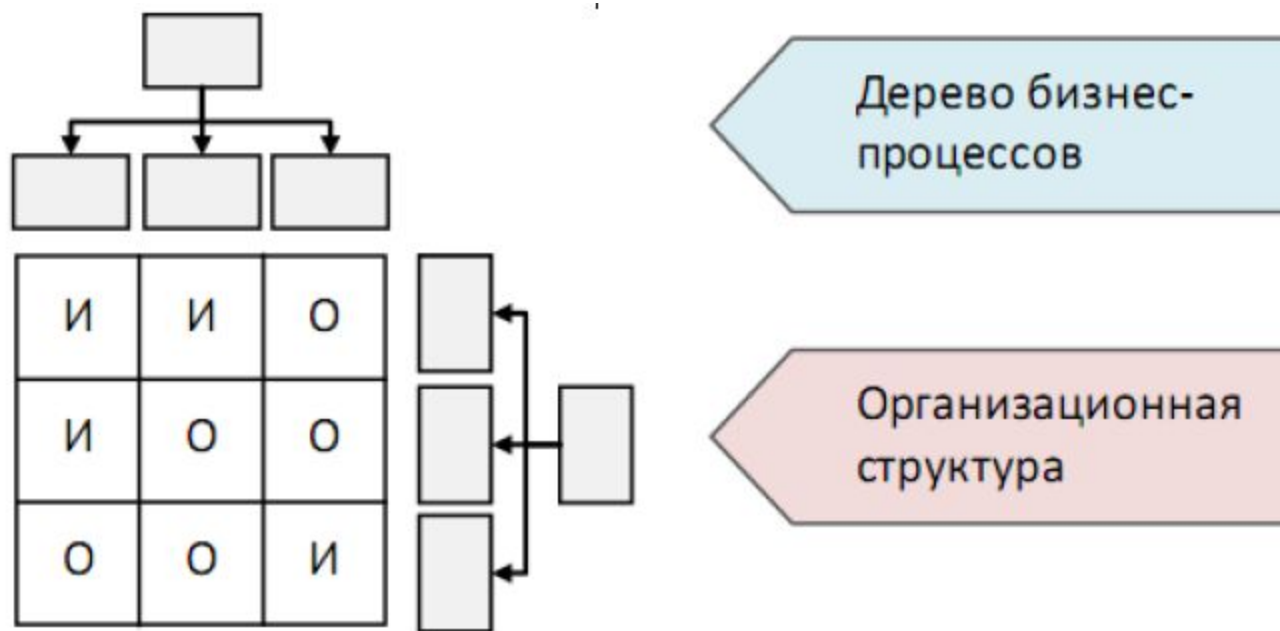 Дерево бизнес-
процессов
И И О
И О О
О О И
Организационная
структура